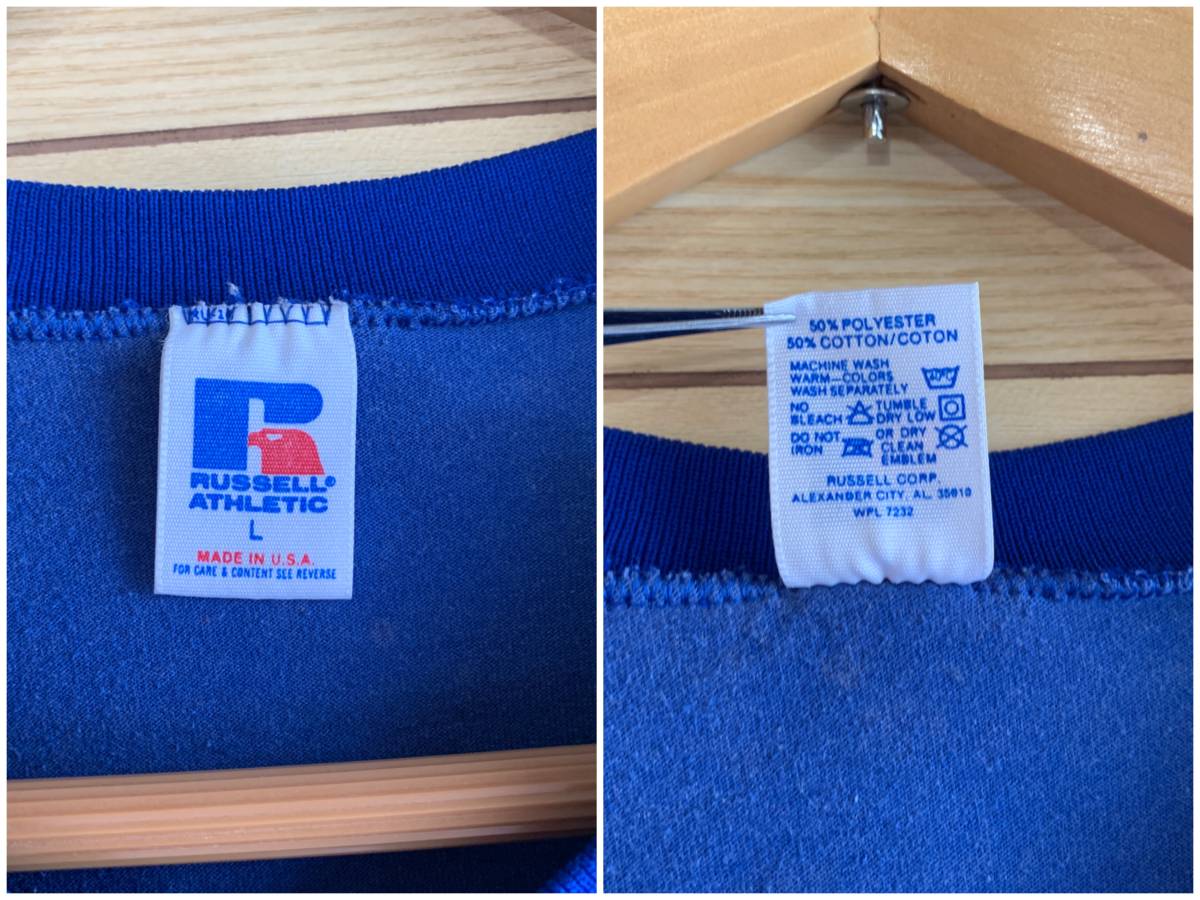 RUSSELL®
ATHLETIC
L
MADE IN U.S.A.
FOR CARE & CONTENT SEE REVERSE
50% POLYESTER
50% COTTON/COTON
MACHINE WASH
WARM—COLORS
WASH SEPARATELY
NO
BLEACH
TUMBLE
DRY LOW
DO NOT
IRON
OR DRY
CLEAN
EMBLEM
RUSSELL CORP.
ALEXANDER CITY, AL. 35010
WPL 7232